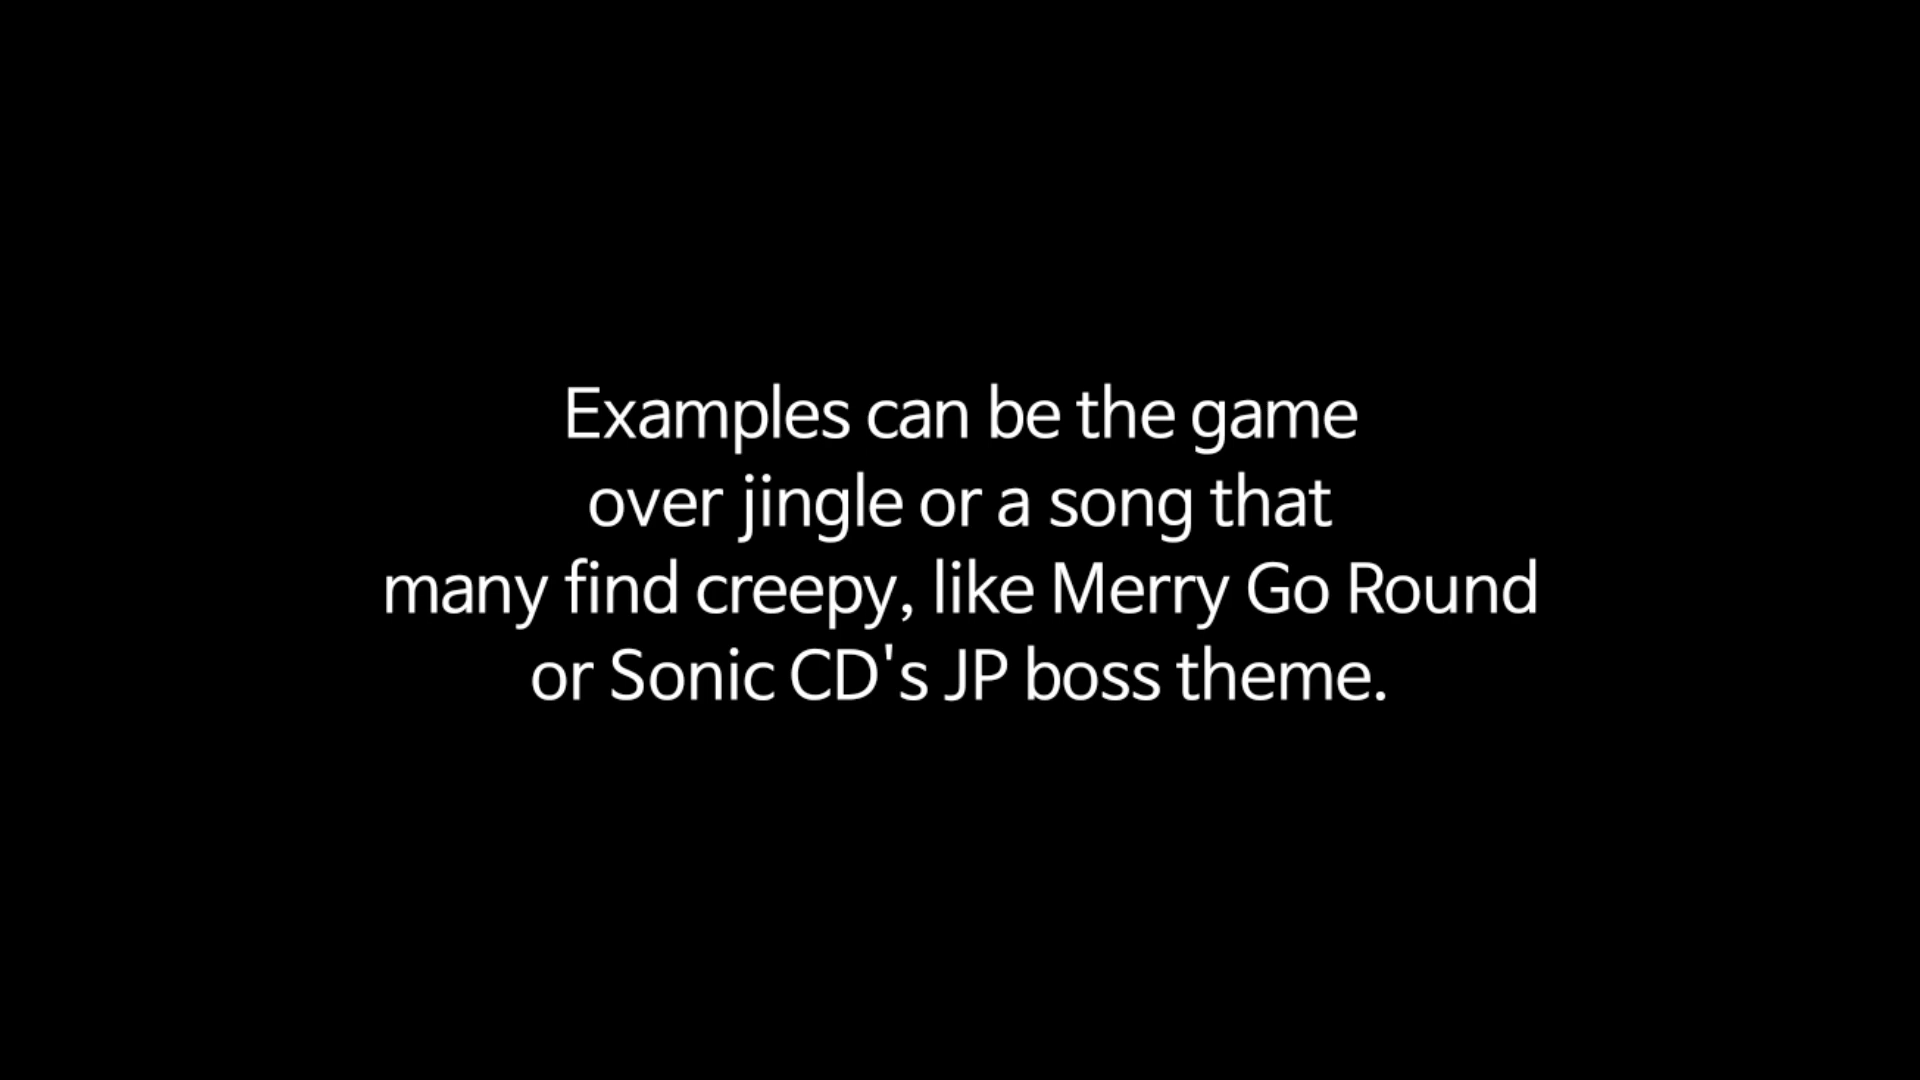 Examples can be the game
over jingle or a song that
many find creepy, like Merry Go Round
or Sonic CD's JP boss theme.